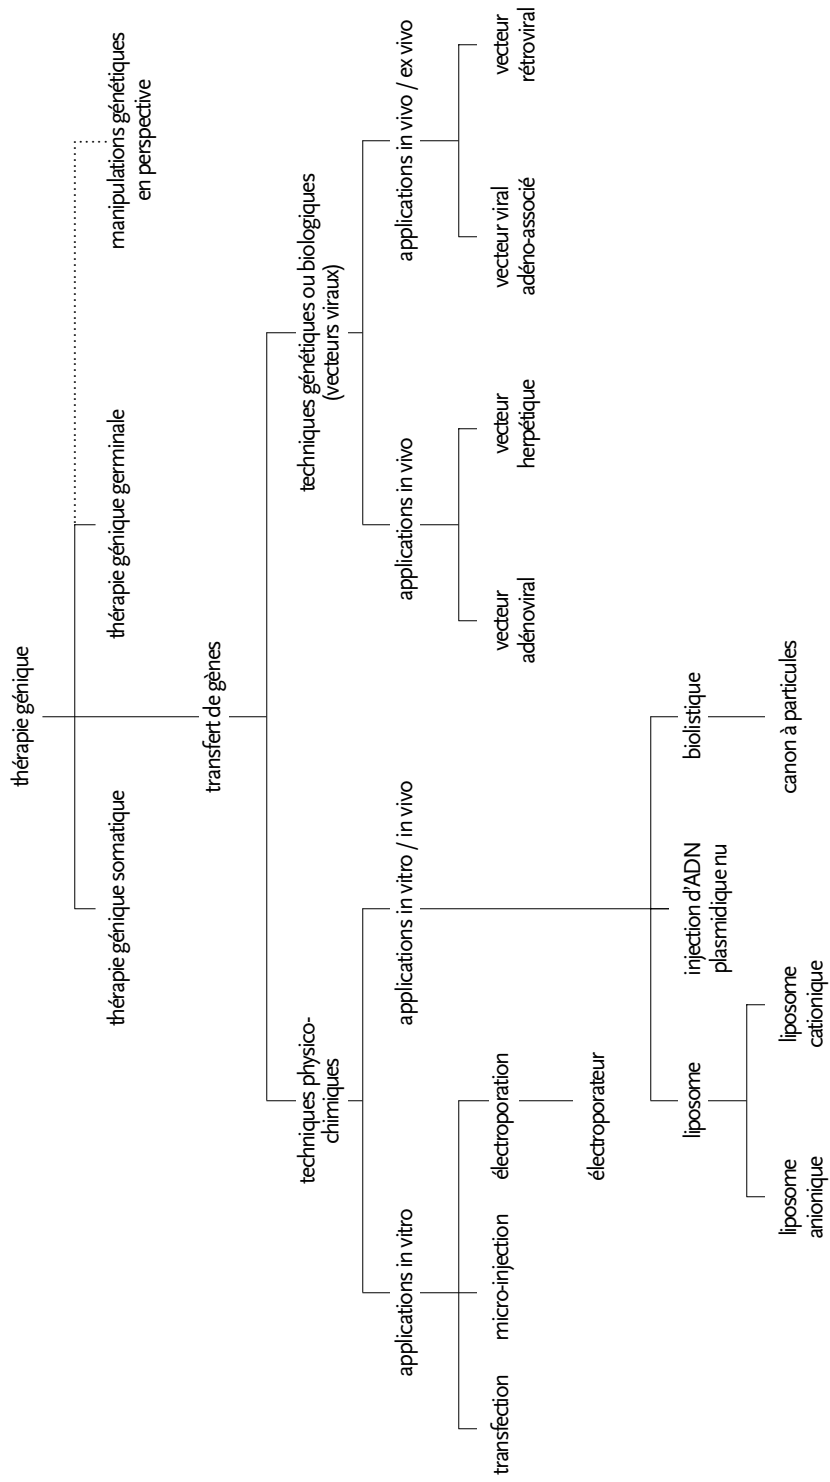 thérapie génique
thérapie génique somatique
thérapie génique germinale
manipulations génétiques
en perspective
transfert de gènes
techniques physico-
chimiques
techniques génétiques ou biologiques
(vecteurs viraux)
applications in vitro
applications in vitro / in vivo
applications in vivo
applications in vivo / ex vivo
transfection
micro-injection
électroporation
électroporateur
vecteur
adénoviral
vecteur
herpétique
vecteur viral
adéno-associé
vecteur
rétroviral
liposome
injection d’ADN
plasmidique nu
biolistique
liposome
anionique
liposome
cationique
canon à particules